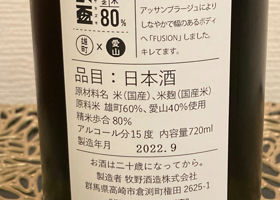 80%
雄町 × 愛山
アッサンブラージュにより
しなやかで幅のあるボディ
へ「FUSION」しました。
キレてます。
品目：日本酒
原材料名 米（国産）、米麹（国産米）
原料米 雄町60%、愛山40%使用
精米歩合 80%
アルコール分15度 内容量720ml
製造年月 2022.9
お酒は二十歳になってから。
製造者 牧野酒造株式会社
群馬県高崎市倉渕町権田 2625-1